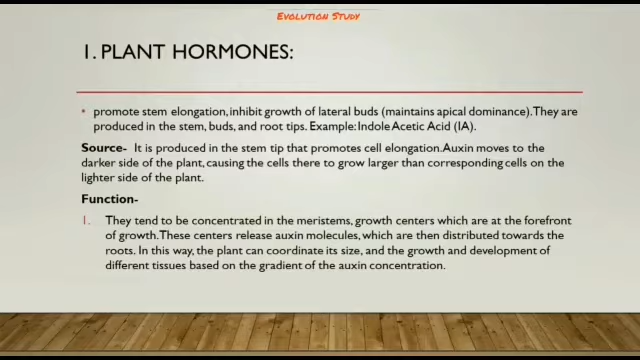 Evolution Study
1. PLANT HORMONES:
• promote stem elongation, inhibit growth of lateral buds (maintains apical dominance). They are
produced in the stem, buds, and root tips. Example: Indole Acetic Acid (IA).
Source- It is produced in the stem tip that promotes cell elongation. Auxin moves to the
darker side of the plant, causing the cells there to grow larger than corresponding cells on the
lighter side of the plant.
Function-
1. They tend to be concentrated in the meristems, growth centers which are at the forefront
of growth. These centers release auxin molecules, which are then distributed towards the
roots. In this way, the plant can coordinate its size, and the growth and development of
different tissues based on the gradient of the auxin concentration.